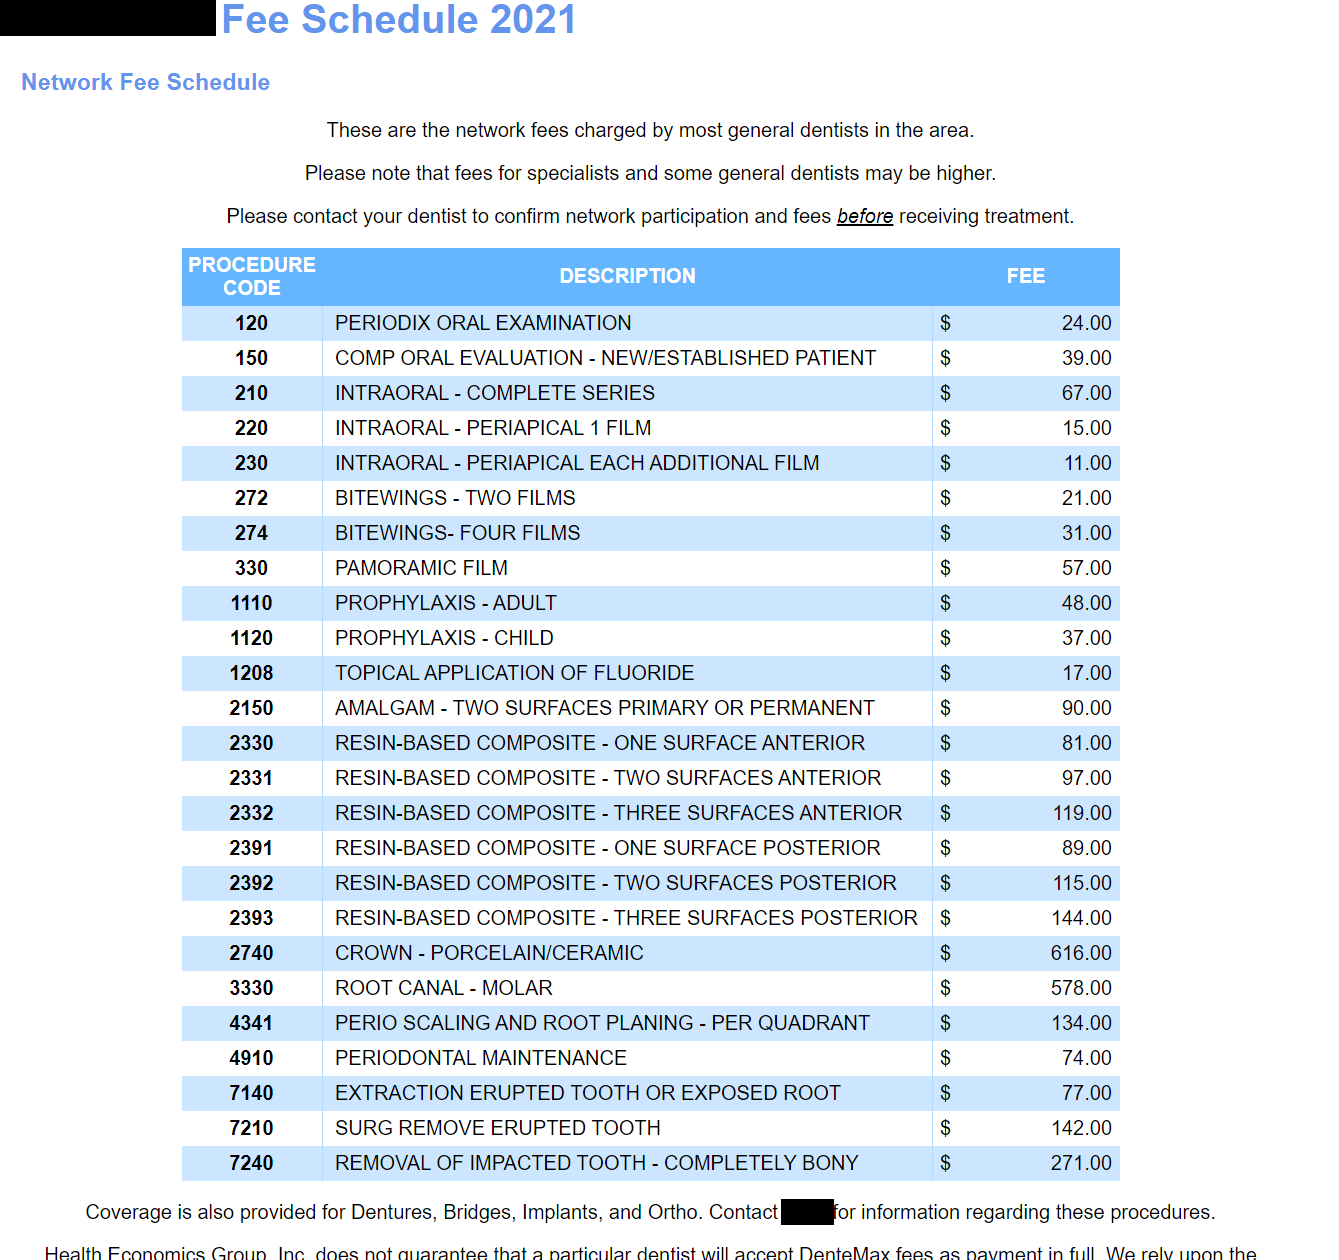 Fee Schedule 2021
Network Fee Schedule
These are the network fees charged by most general dentists in the area.
Please note that fees for specialists and some general dentists may be higher.
Please contact your dentist to confirm network participation and fees before receiving treatment.
PROCEDURE CODE DESCRIPTION FEE
120 PERIODIX ORAL EXAMINATION $ 24.00
150 COMP ORAL EVALUATION - NEW/ESTABLISHED PATIENT $ 39.00
210 INTRAORAL - COMPLETE SERIES $ 67.00
220 INTRAORAL - PERIAPICAL 1 FILM $ 15.00
230 INTRAORAL - PERIAPICAL EACH ADDITIONAL FILM $ 11.00
272 BITEWINGS - TWO FILMS $ 21.00
274 BITEWINGS- FOUR FILMS $ 31.00
330 PAMORAMIC FILM $ 57.00
1110 PROPHYLAXIS - ADULT $ 48.00
1120 PROPHYLAXIS - CHILD $ 37.00
1208 TOPICAL APPLICATION OF FLUORIDE $ 17.00
2150 AMALGAM - TWO SURFACES PRIMARY OR PERMANENT $ 90.00
2330 RESIN-BASED COMPOSITE - ONE SURFACE ANTERIOR $ 81.00
2331 RESIN-BASED COMPOSITE - TWO SURFACES ANTERIOR $ 97.00
2332 RESIN-BASED COMPOSITE - THREE SURFACES ANTERIOR $ 119.00
2391 RESIN-BASED COMPOSITE - ONE SURFACE POSTERIOR $ 89.00
2392 RESIN-BASED COMPOSITE - TWO SURFACES POSTERIOR $ 115.00
2393 RESIN-BASED COMPOSITE - THREE SURFACES POSTERIOR $ 144.00
2740 CROWN - PORCELAIN/CERAMIC $ 616.00
3330 ROOT CANAL - MOLAR $ 578.00
4341 PERIO SCALING AND ROOT PLANING - PER QUADRANT $ 134.00
4910 PERIODONTAL MAINTENANCE $ 74.00
7140 EXTRACTION ERUPTED TOOTH OR EXPOSED ROOT $ 77.00
7210 SURG REMOVE ERUPTED TOOTH $ 142.00
7240 REMOVAL OF IMPACTED TOOTH - COMPLETELY BONY $ 271.00
Coverage is also provided for Dentures, Bridges, Implants, and Ortho. Contact for information regarding these procedures.
Health Economics Group, Inc. does not guarantee that a particular dentist will accept DenteMax fees as payment in full. We rely upon the